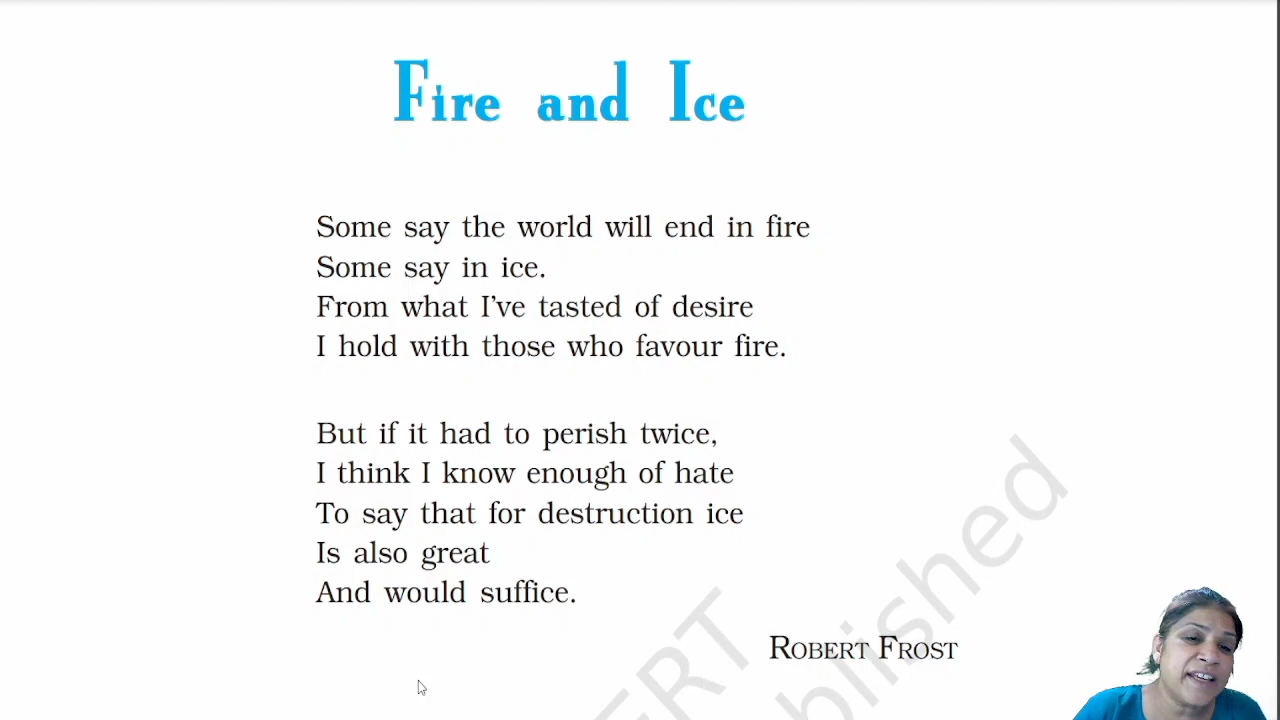 Fire and Ice
Some say the world will end in fire
Some say in ice.
From what I've tasted of desire
I hold with those who favour fire.
But if it had to perish twice,
I think I know enough of hate
To say that for destruction ice
Is also great
And would suffice.
ROBERT FROST